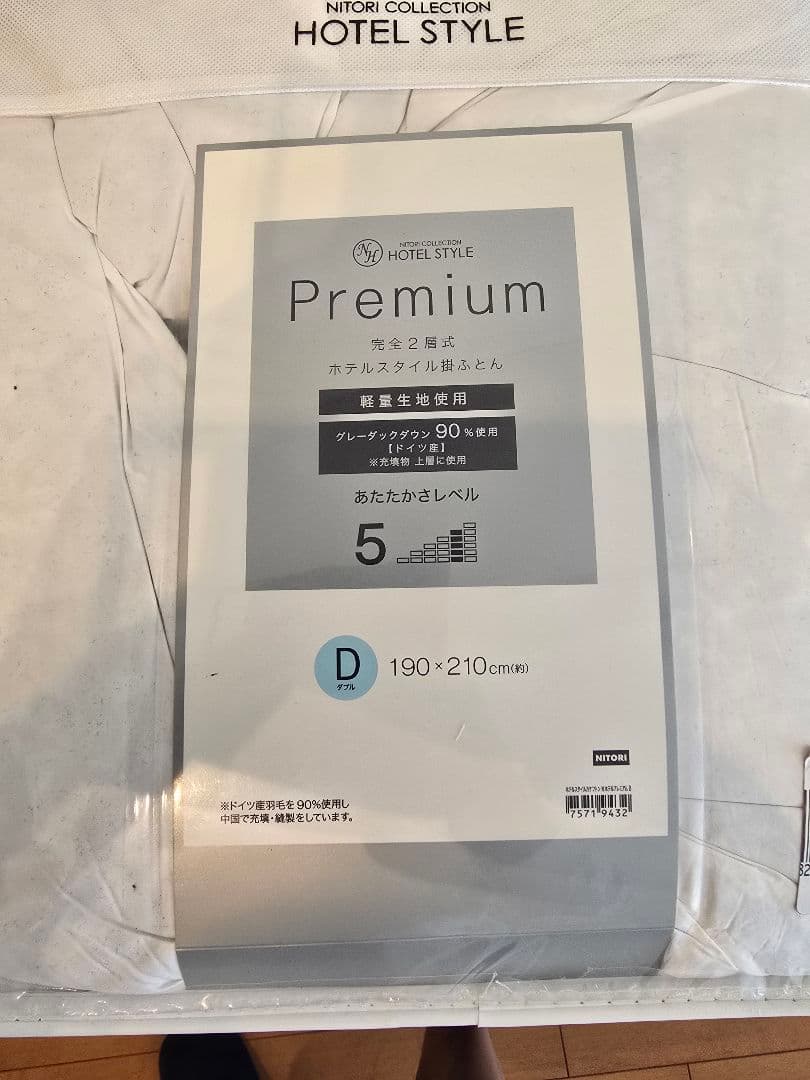 NITORI COLLECTION
HOTEL STYLE
NH
NITORI COLLECTION
HOTEL STYLE
Premium
完全2層式
ホテルスタイル掛ふとん
軽量生地使用
グレーダックダウン 90%使用
【ドイツ産】
※充填物 上層に使用
あたたかさレベル
5
D
ダブル
190×210cm(約)
NITORI
※ドイツ産羽毛を90%使用し
中国で充填・縫製をしています。
7571 9432